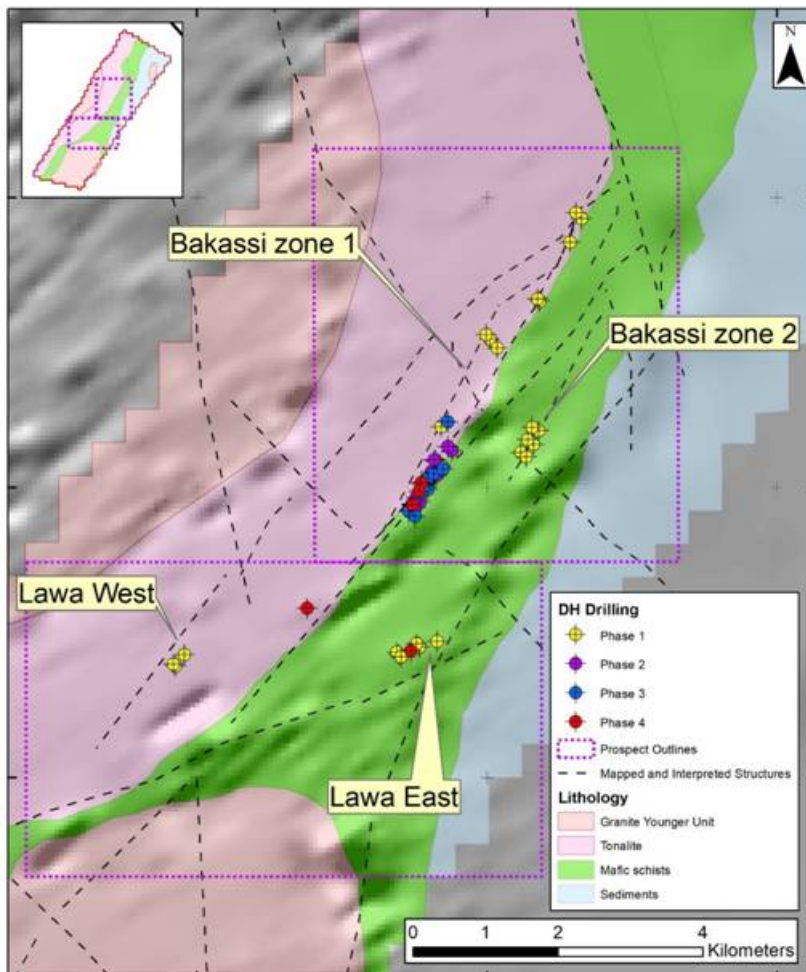 N
Bakassi zone 1
Bakassi zone 2
Lawa West
Lawa East
DH Drilling
Phase 1
Phase 2
Phase 3
Phase 4
Prospect Outlines
Mapped and Interpreted Structures
Lithology
Granite Younger Unit
Tonalite
Mafic schists
Sediments
0 1 2 4
Kilometers